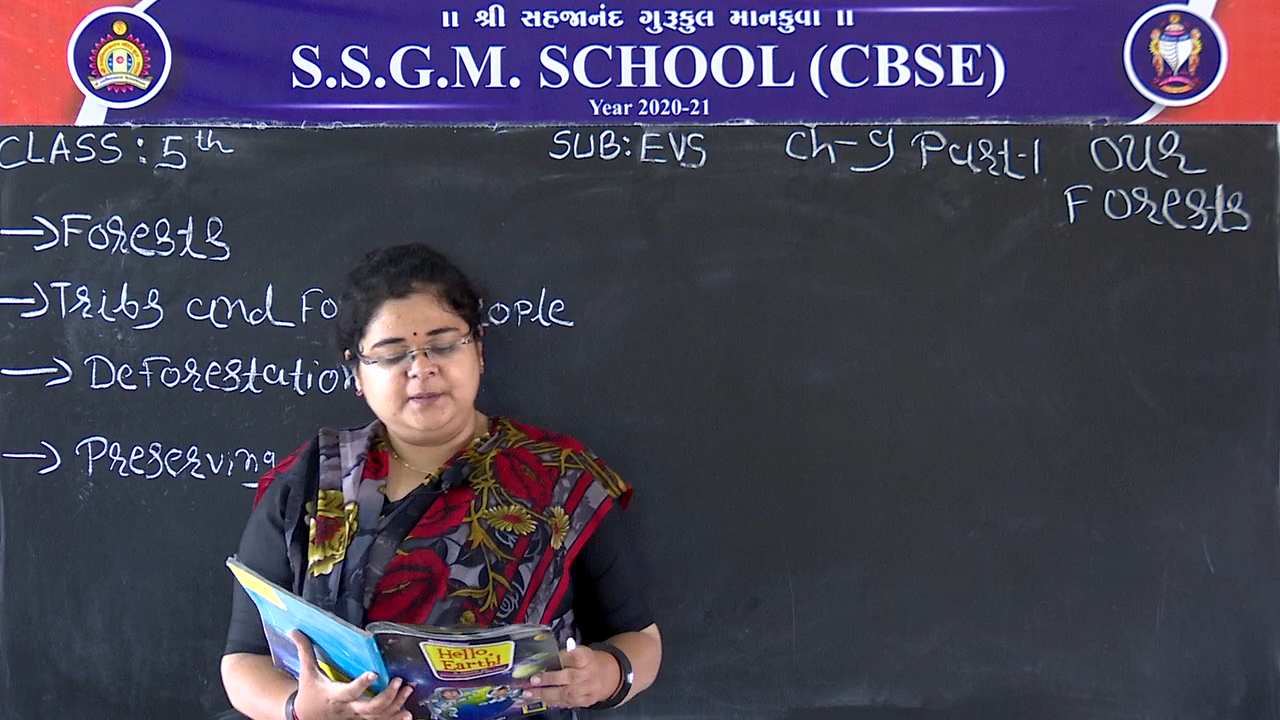 ॥ શ્રી સહજાનંદ ગુરૂકુલ માનકુવા ॥
S.S.G.M. SCHOOL (CBSE)
Year 2020-21
CLASS : 5th SUB: EVS Ch-9 Part-1 OUR
Forests
→Forests
→Tribs and Fo ople
→ Deforestation
→ Preserving
Hello,
Earth!